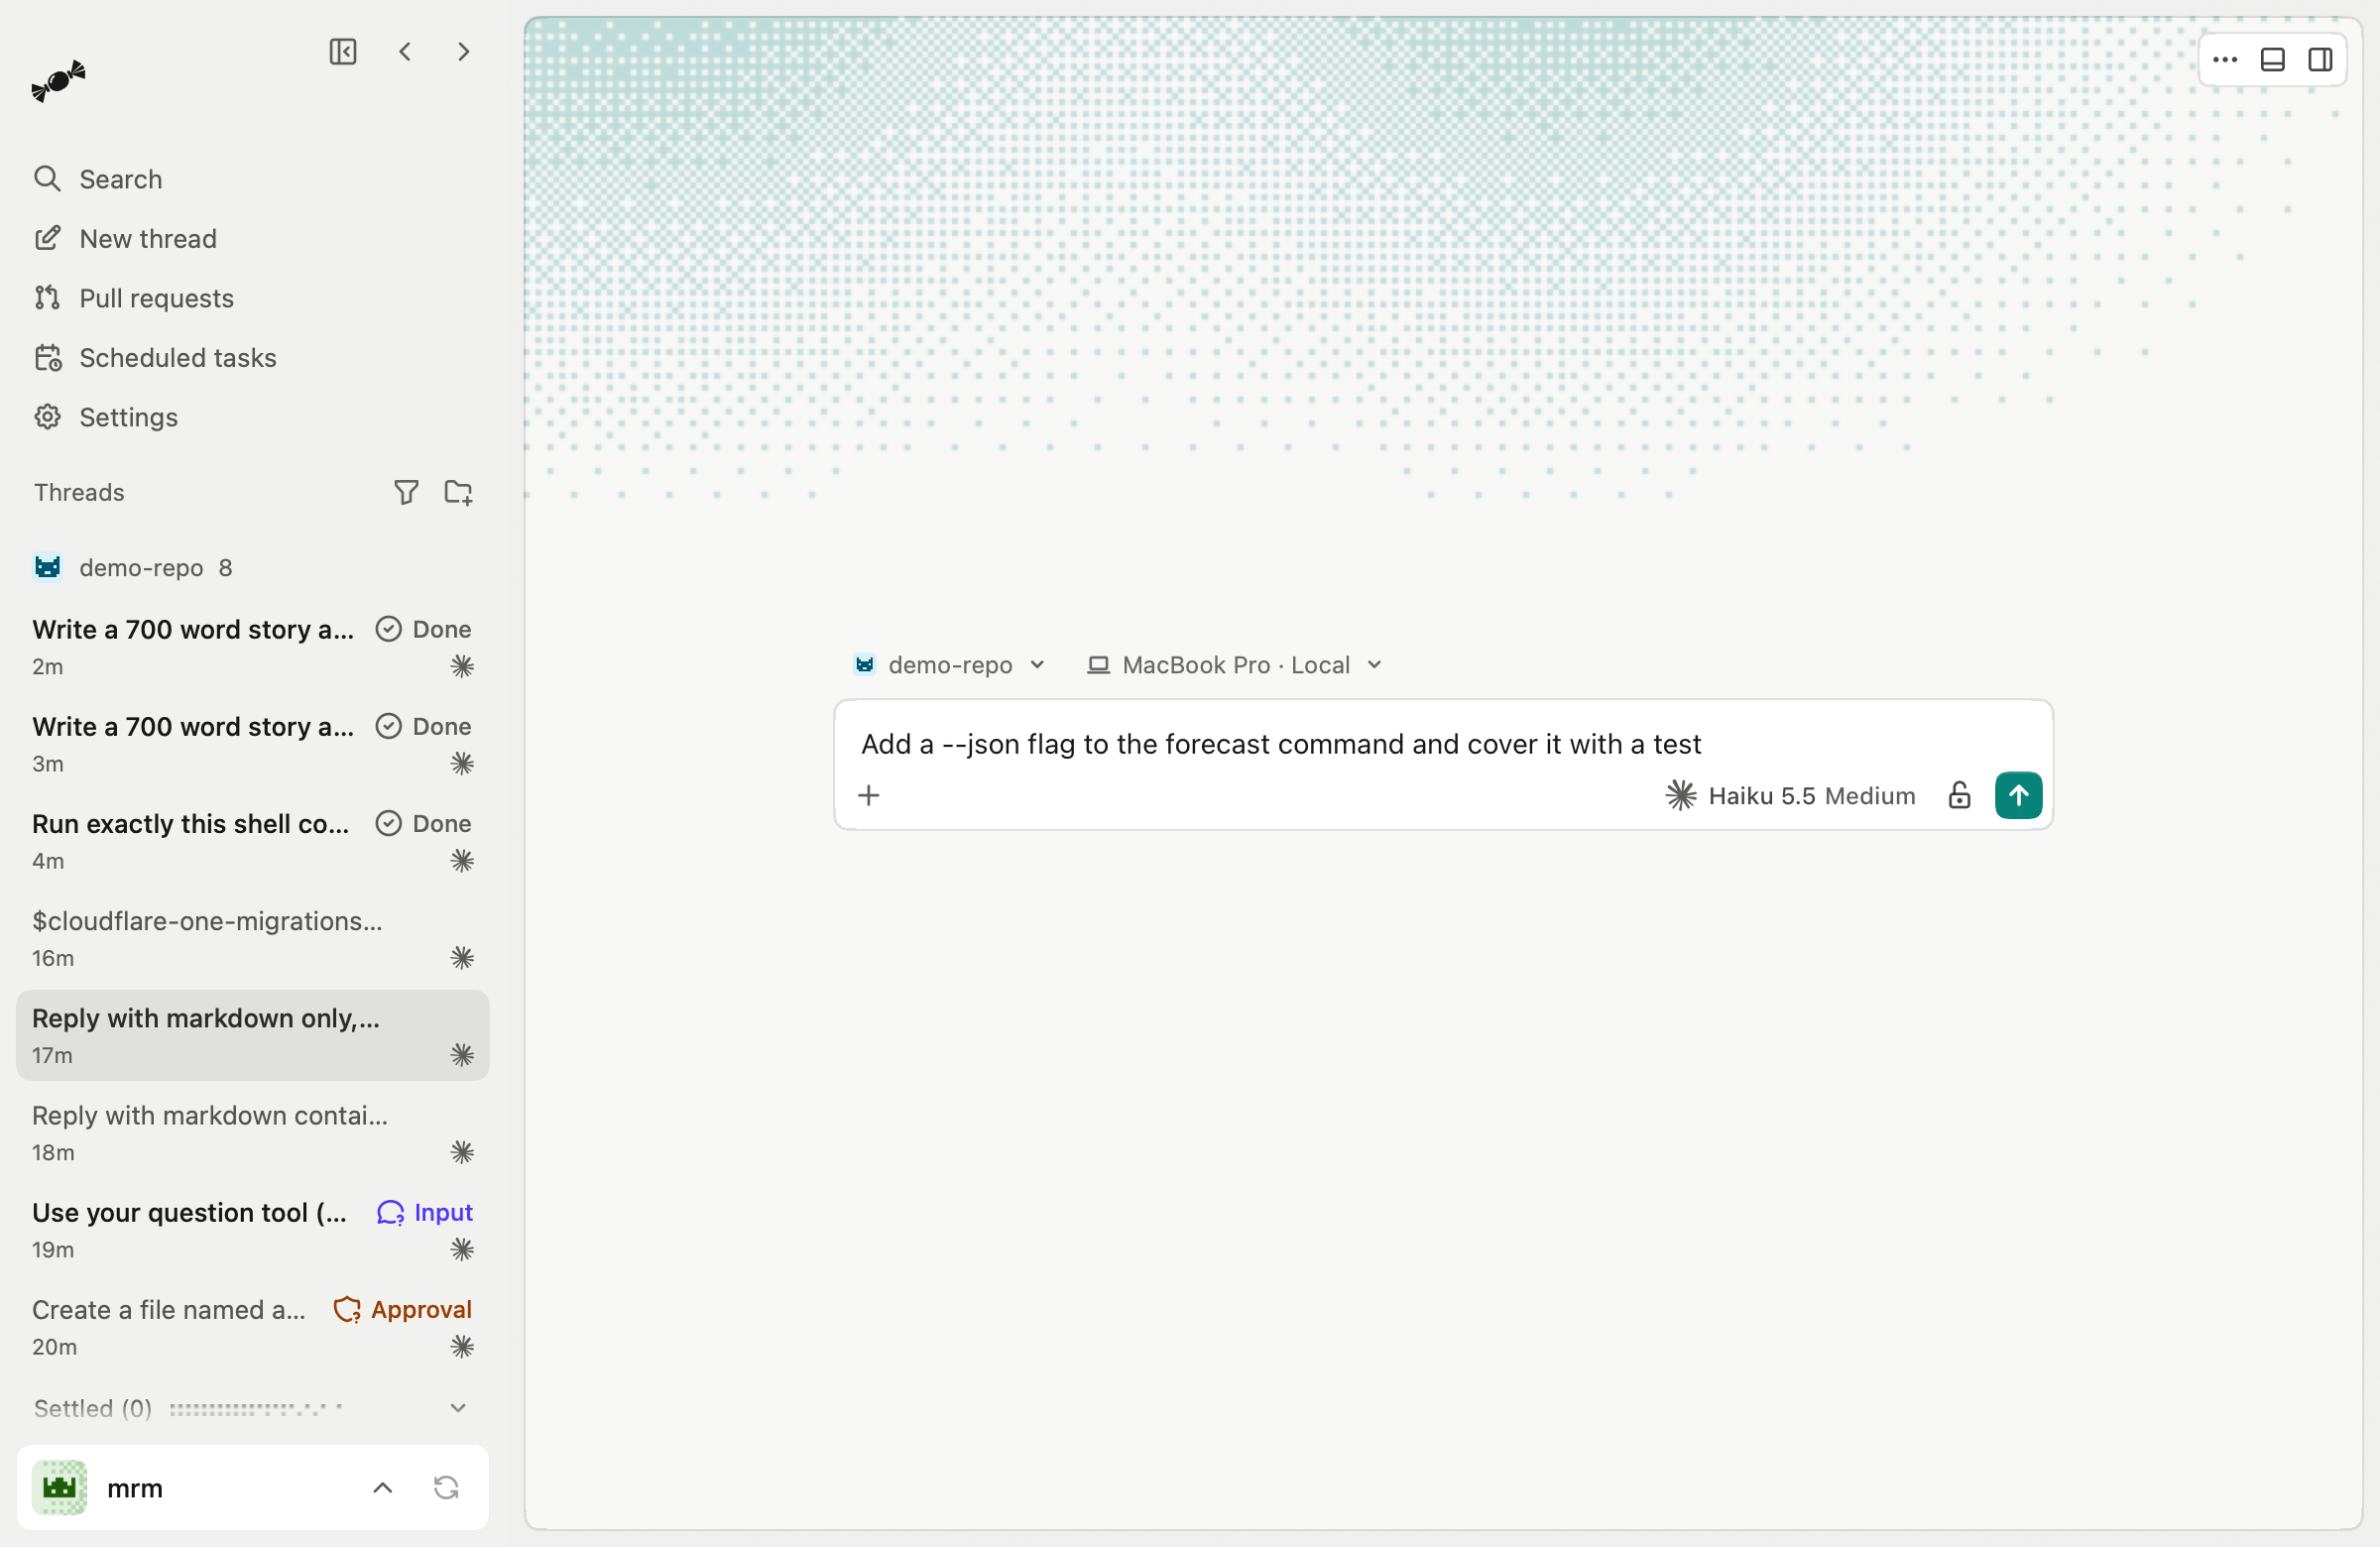 Search
New thread
Pull requests
Scheduled tasks
Settings
Threads
demo-repo 8
Write a 700 word story a... Done
2m
Write a 700 word story a... Done
3m
Run exactly this shell co... Done
4m
$cloudflare-one-migrations...
16m
Reply with markdown only,...
17m
Reply with markdown contai...
18m
Use your question tool (... Input
19m
Create a file named a... Approval
20m
Settled (0)
mrm
demo-repo MacBook Pro · Local
Add a --json flag to the forecast command and cover it with a test
Haiku 5.5 Medium